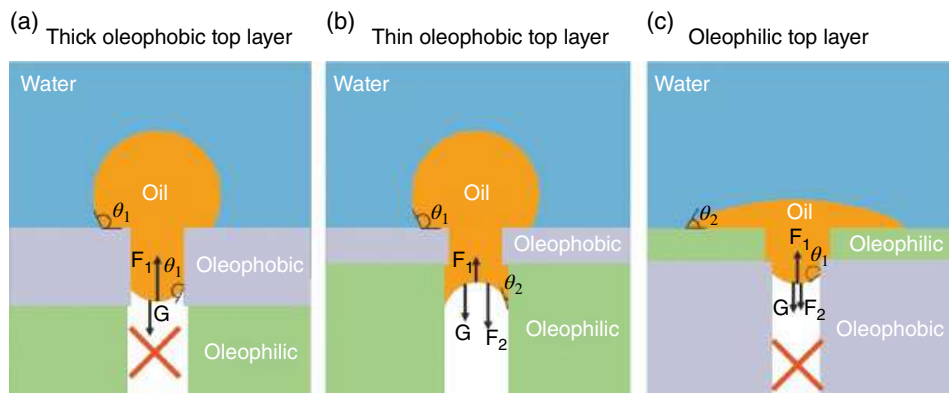 (a)
Thick oleophobic top layer
Water
Oil
θ1
F1
θ1
Oleophobic
G
Oleophilic
(b)
Thin oleophobic top layer
Water
Oil
θ1
Oleophobic
F1
θ2
G
F2
Oleophilic
(c)
Oleophilic top layer
Water
θ2
Oil
F1
Oleophilic
θ1
G
F2
Oleophobic